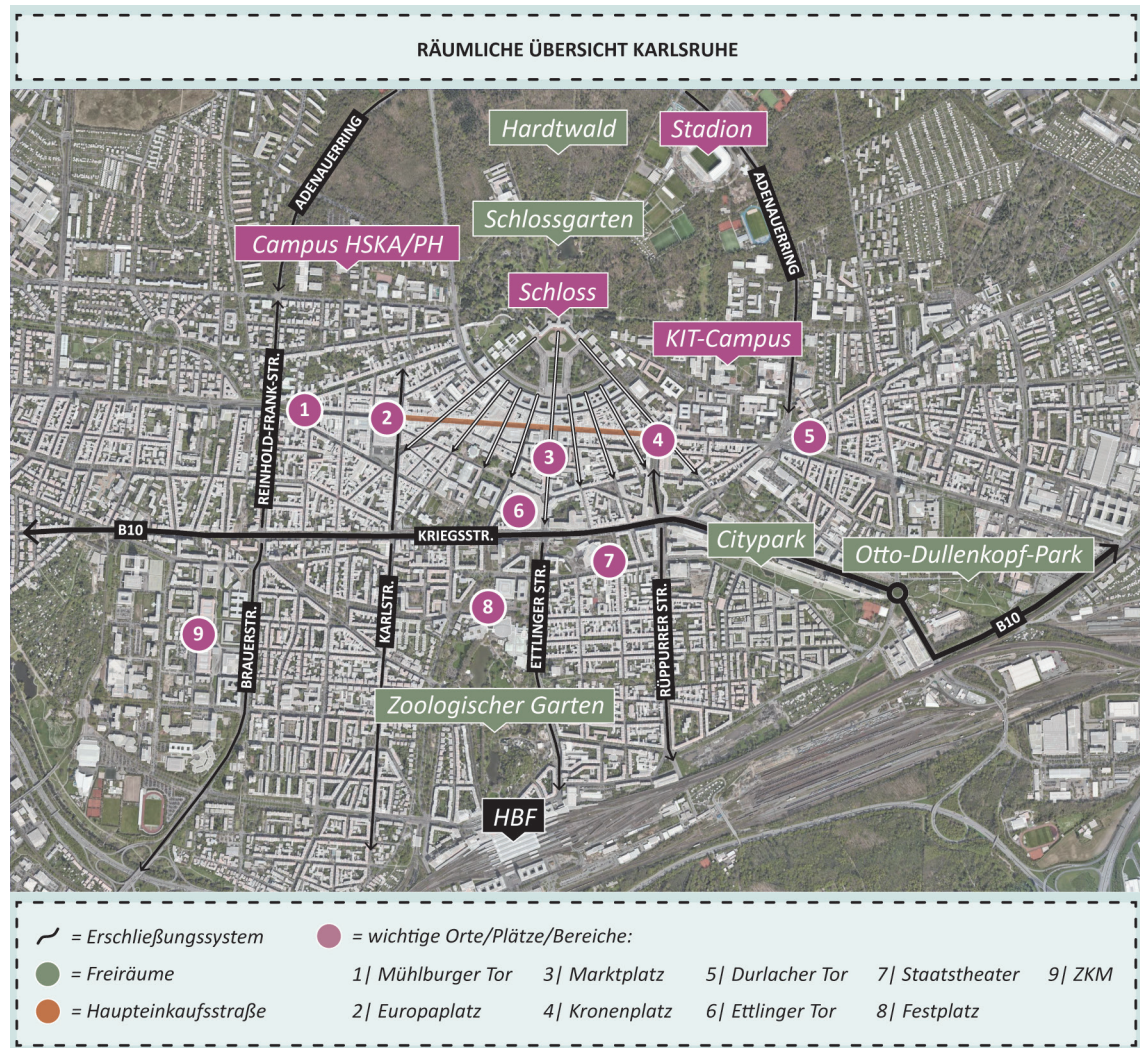 RÄUMLICHE ÜBERSICHT KARLSRUHE
Hardtwald
Stadion
ADENAUERRING
ADENAUERRING
Schlossgarten
Campus HSKA/PH
Schloss
KIT-Campus
REINHOLD-FRANK-STR.
1
2
3
4
5
6
B10
KRIEGSSTR.
Citypark
Otto-Dullenkopf-Park
7
8
9
BRAUERSTR.
KARLSTR.
ETTLINGER STR.
RÜPPURRER STR.
B10
Zoologischer Garten
HBF
= Erschließungssystem
= Freiräume
= Haupteinkaufsstraße
= wichtige Orte/Plätze/Bereiche:
1| Mühlburger Tor 3| Marktplatz 5| Durlacher Tor 7| Staatstheater 9| ZKM
2| Europaplatz 4| Kronenplatz 6| Ettlinger Tor 8| Festplatz